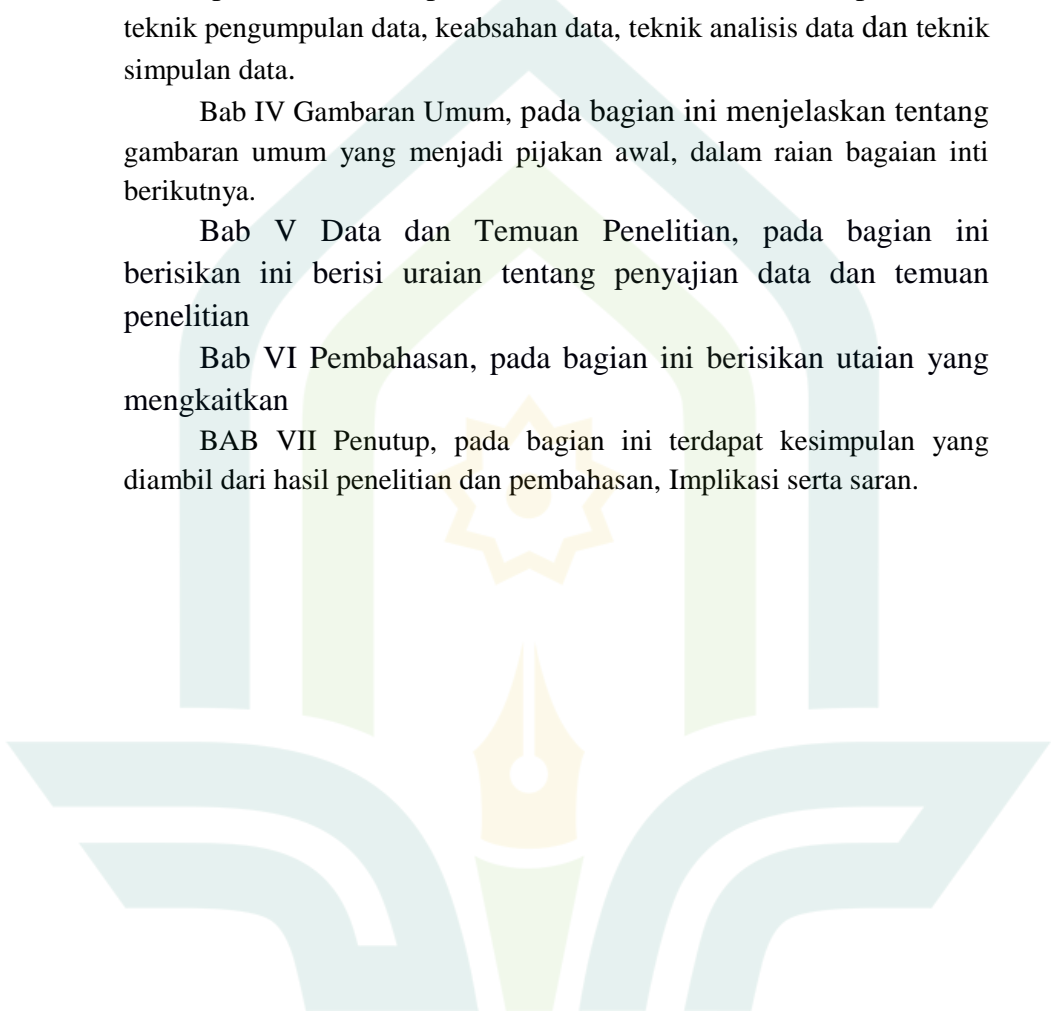 teknik pengumpulan data, keabsahan data, teknik analisis data dan teknik
simpulan data.
Bab IV Gambaran Umum, pada bagian ini menjelaskan tentang
gambaran umum yang menjadi pijakan awal, dalam raian bagaian inti
berikutnya.
Bab V Data dan Temuan Penelitian, pada bagian ini
berisikan ini berisi uraian tentang penyajian data dan temuan
penelitian
Bab VI Pembahasan, pada bagian ini berisikan utaian yang
mengkaitkan
BAB VII Penutup, pada bagian ini terdapat kesimpulan yang
diambil dari hasil penelitian dan pembahasan, Implikasi serta saran.